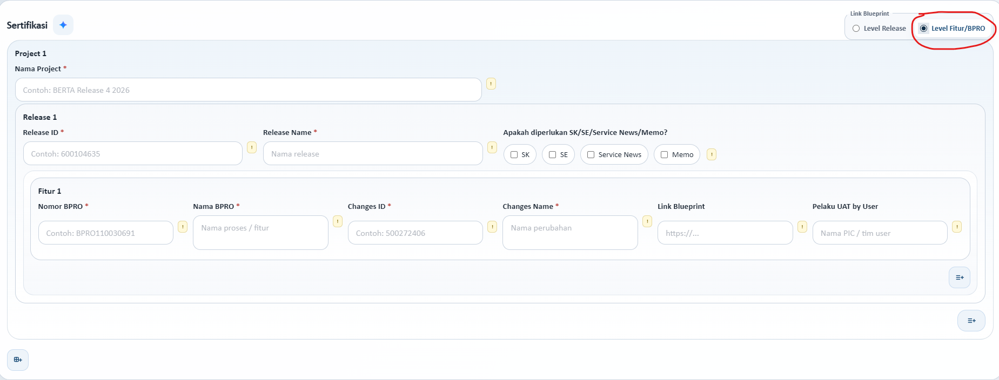 Link Blueprint
Sertifikasi
Level Release
Level Fitur/BPRO
Project 1
Nama Project *
Contoh: BERTA Release 4 2026
!
Release 1
Release ID *
Release Name *
Apakah diperlukan SK/SE/Service News/Memo?
Contoh: 600104635
!
Nama release
!
SK
SE
Service News
Memo
!
Fitur 1
Nomor BPRO *
Nama BPRO *
Changes ID *
Changes Name *
Link Blueprint
Pelaku UAT by User
Contoh: BPRO110030691
!
Nama proses / fitur
!
Contoh: 500272406
!
Nama perubahan
!
https://...
!
Nama PIC / tim user
!